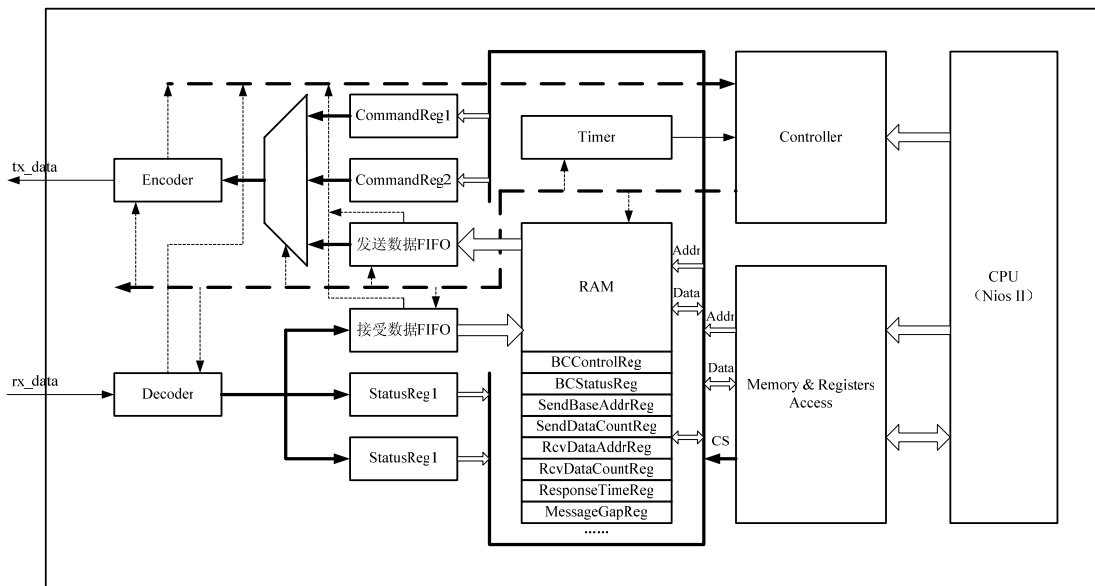 CommandReg1
Timer
Controller
tx_data
Encoder
CommandReg2
发送数据FIFO
RAM
Addr
Data
CPU
（Nios II）
接受数据FIFO
Addr
BCControlReg
rx_data
Decoder
StatusReg1
BCStatusReg
Data
Memory & Registers
Access
SendBaseAddrReg
SendDataCountReg
CS
RcvDataAddrReg
StatusReg1
RcvDataCountReg
ResponseTimeReg
MessageGapReg
……